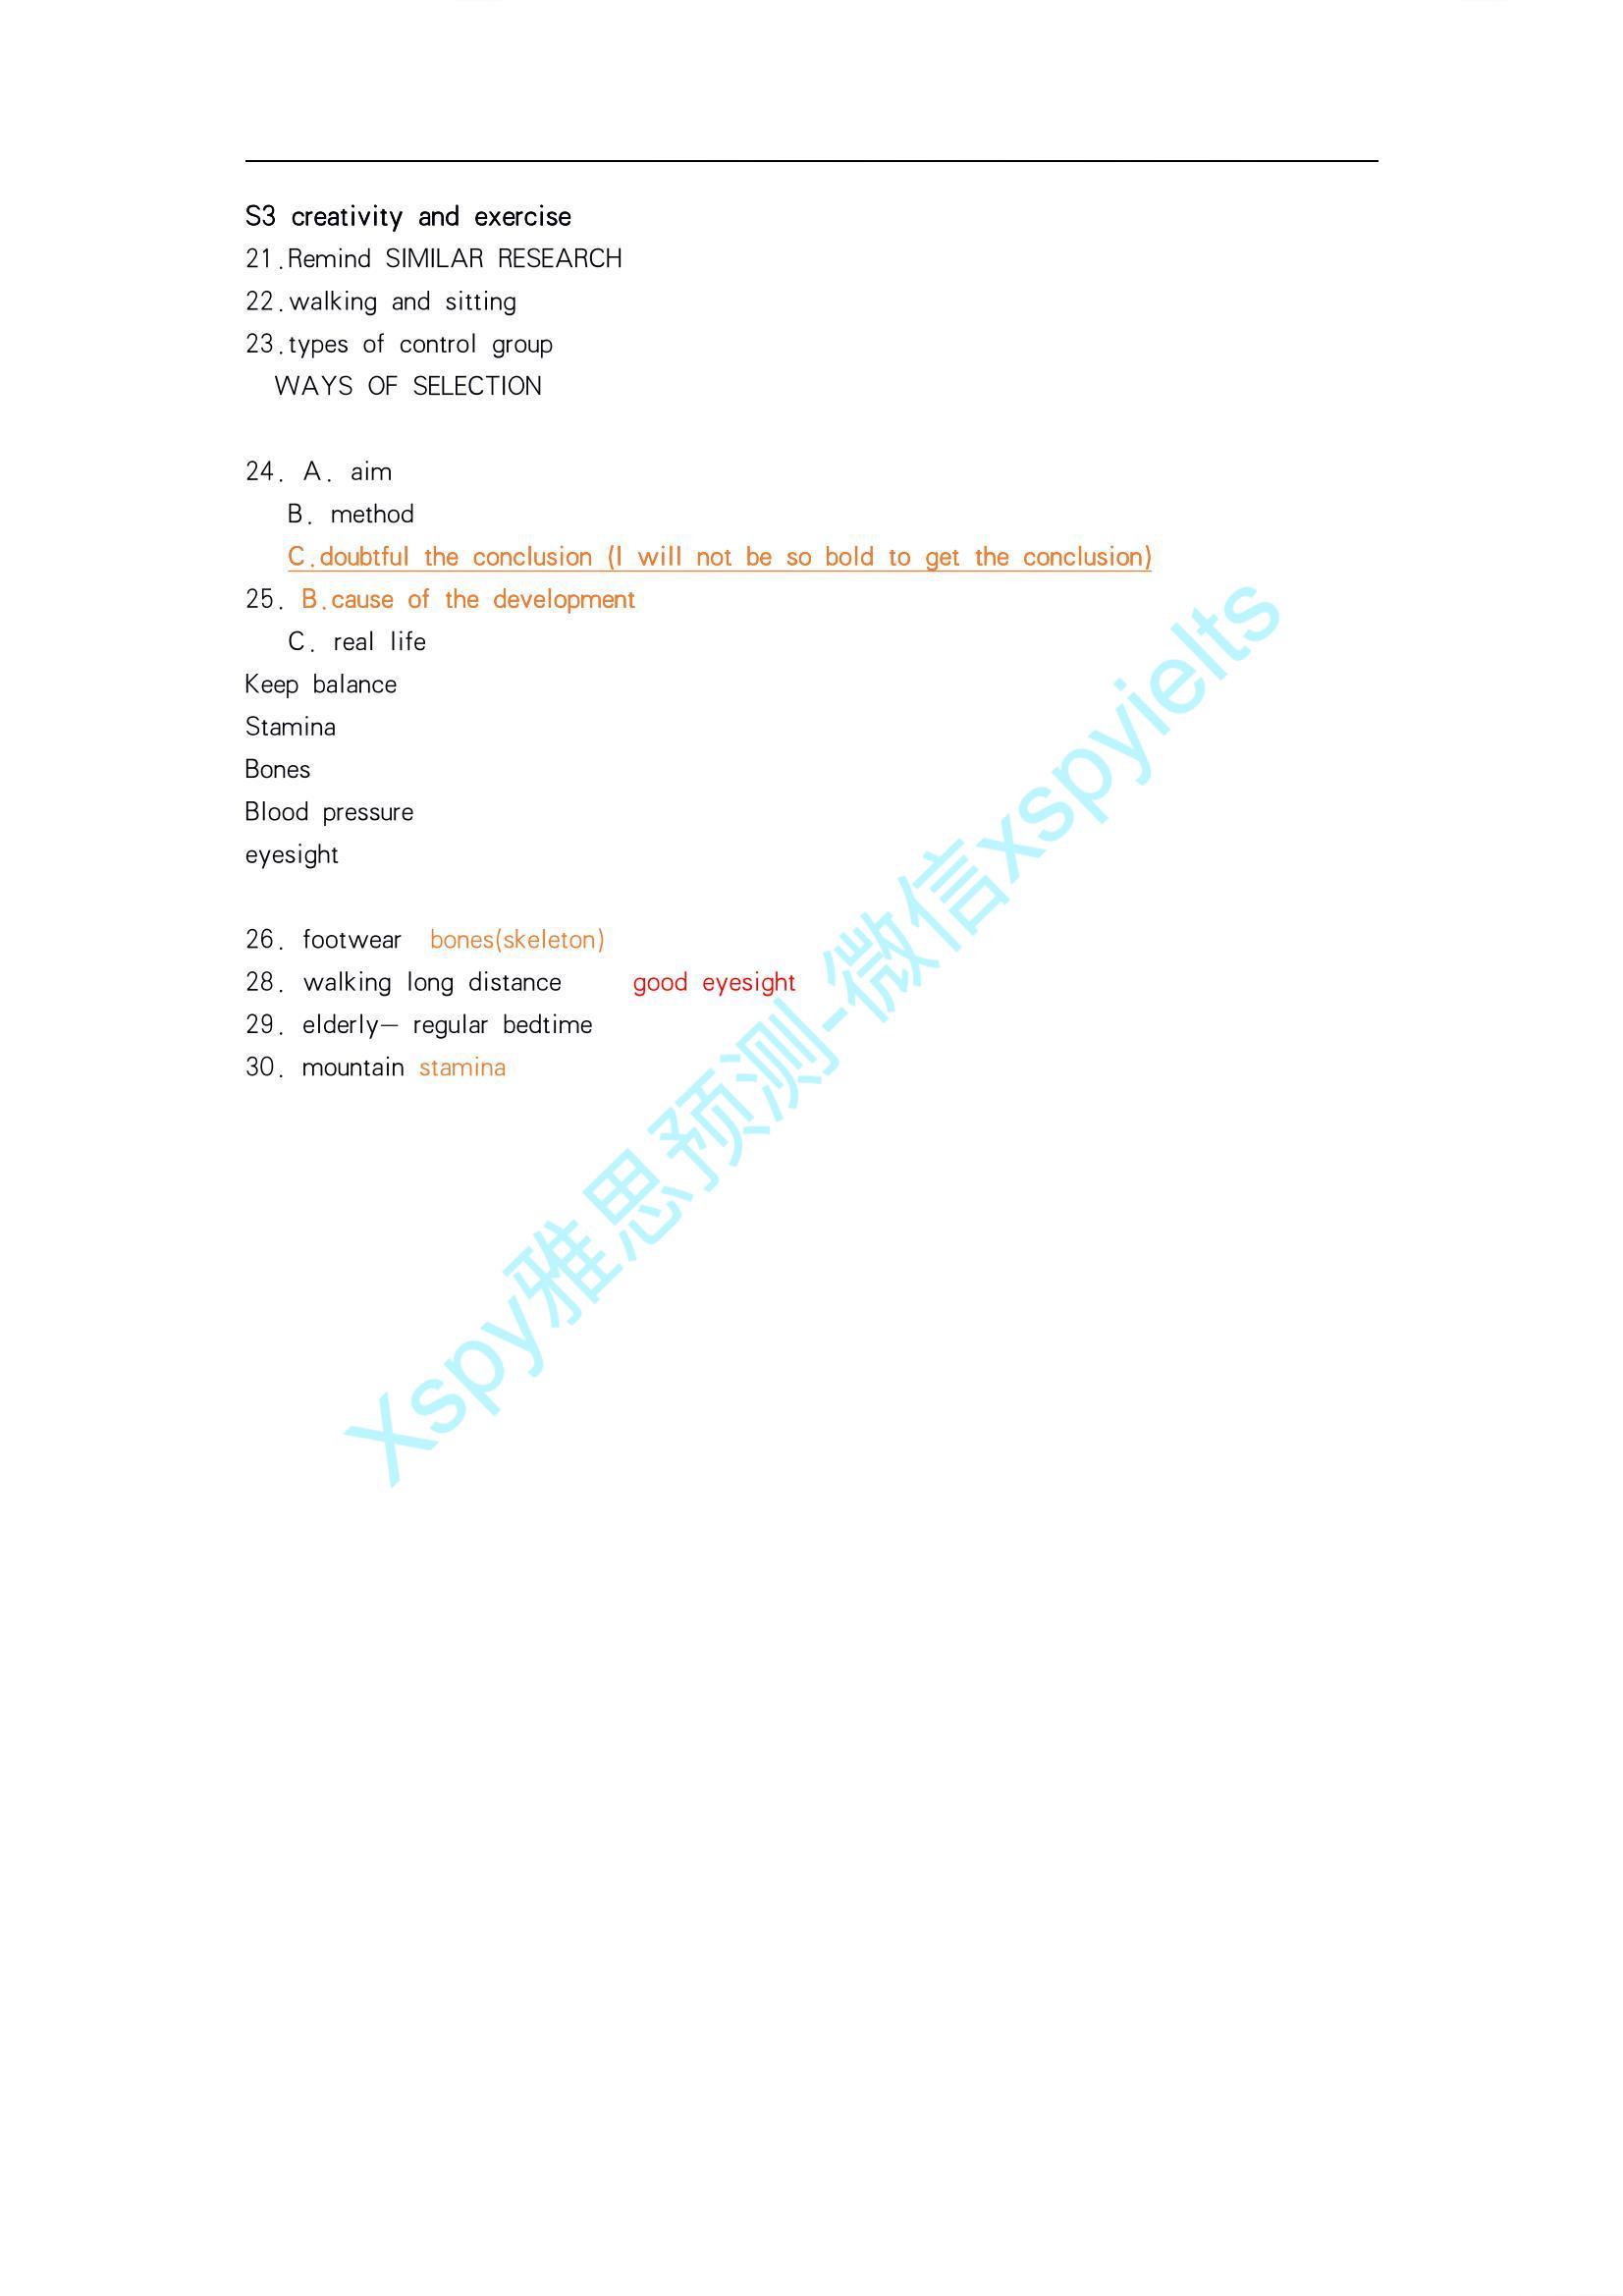 S3 creativity and exercise
21.Remind SIMILAR RESEARCH
22.walking and sitting
23.types of control group
WAYS OF SELECTION
24. A. aim
B. method
C.doubtful the conclusion (I will not be so bold to get the conclusion)
25. B.cause of the development
C. real life
Keep balance
Stamina
Bones
Blood pressure
eyesight
26. footwear bones(skeleton)
28. walking long distance good eyesight
29. elderly— regular bedtime
30. mountain stamina
Xspy雅思预测-微信xspyielts